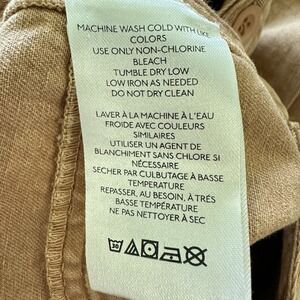 MACHINE WASH COLD WITH LIKE
COLORS
USE ONLY NON-CHLORINE
BLEACH
TUMBLE DRY LOW
LOW IRON AS NEEDED
DO NOT DRY CLEAN
LAVER À LA MACHINE À L'EAU
FROIDE AVEC COULEURS
SIMILAIRES
UTILISER UN AGENT DE
BLANCHIMENT SANS CHLORE SI
NÉCESSAIRE
SECHER PAR CULBUTAGE À BASSE
TEMPERATURE
REPASSER, AU BESOIN, À TRÈS
BASSE TEMPÉRATURE
NE PAS NETTOYER À SEC
30